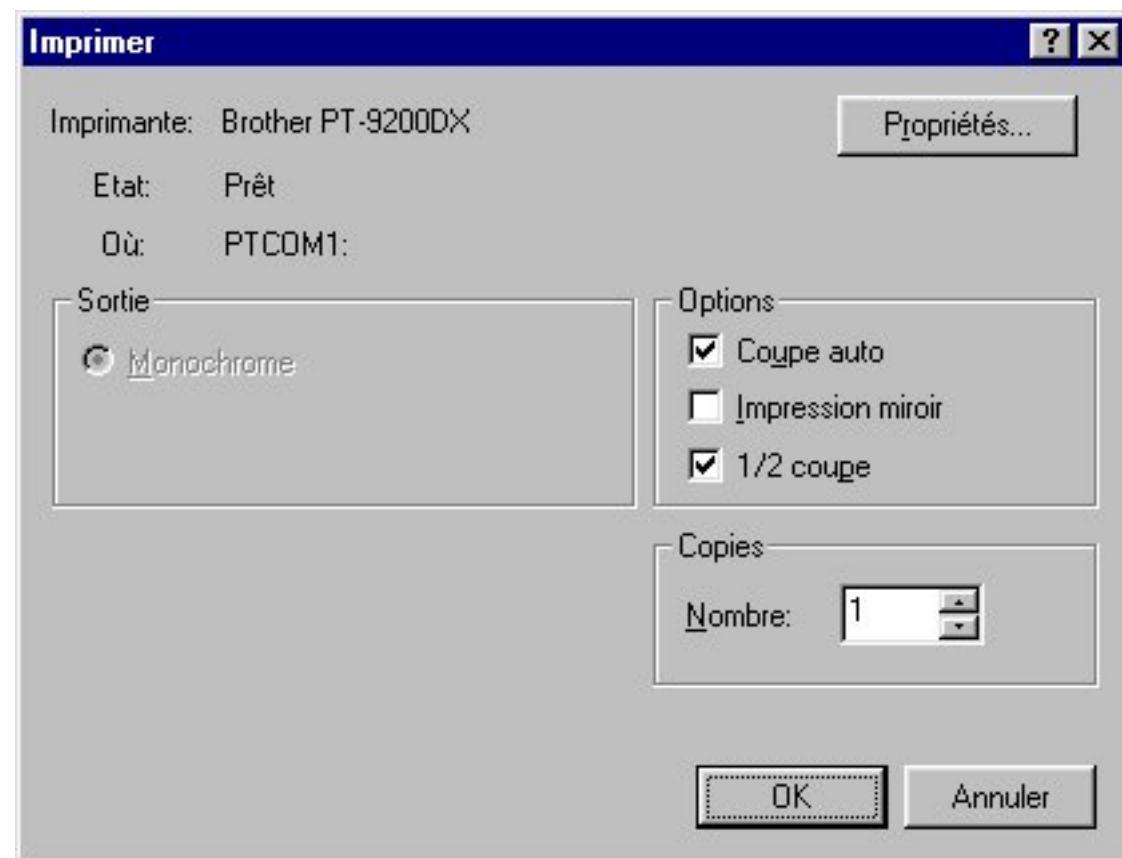 Imprimer
Imprimante: Brother PT-9200DX
Propriétés...
Etat: Prêt
Où: PTCOM1:
Sortie
Monochrome
Options
Coupe auto
Impression miroir
1/2 coupe
Copies
Nombre: 1
OK
Annuler